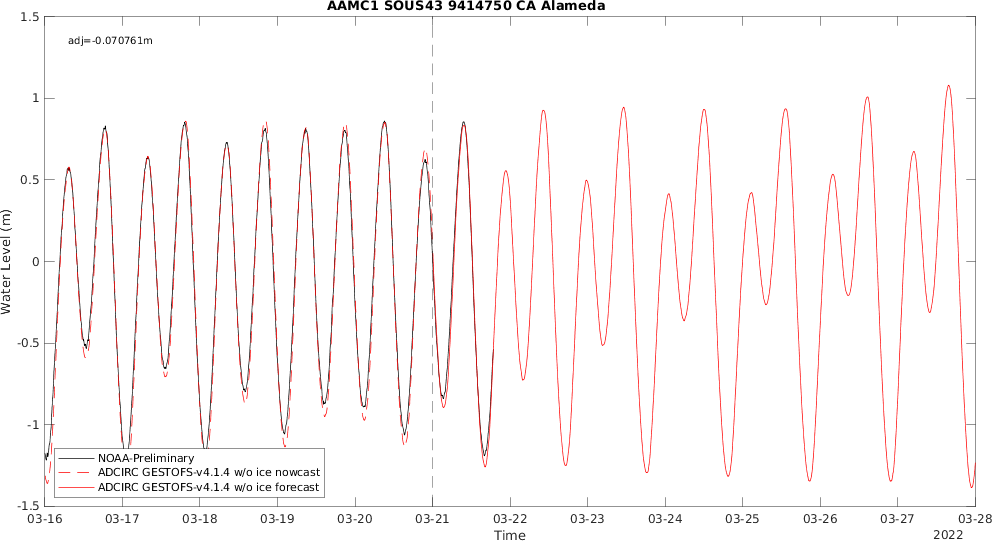 AAMC1 SOUS43 9414750 CA Alameda
adj=-0.070761m
1.5
1
0.5
0
-0.5
-1
-1.5
Water Level (m)
NOAA-Preliminary
ADCIRC GESTOFS-v4.1.4 w/o ice nowcast
ADCIRC GESTOFS-v4.1.4 w/o ice forecast
03-16 03-17 03-18 03-19 03-20 03-21 03-22 03-23 03-24 03-25 03-26 03-27 03-28
Time
2022